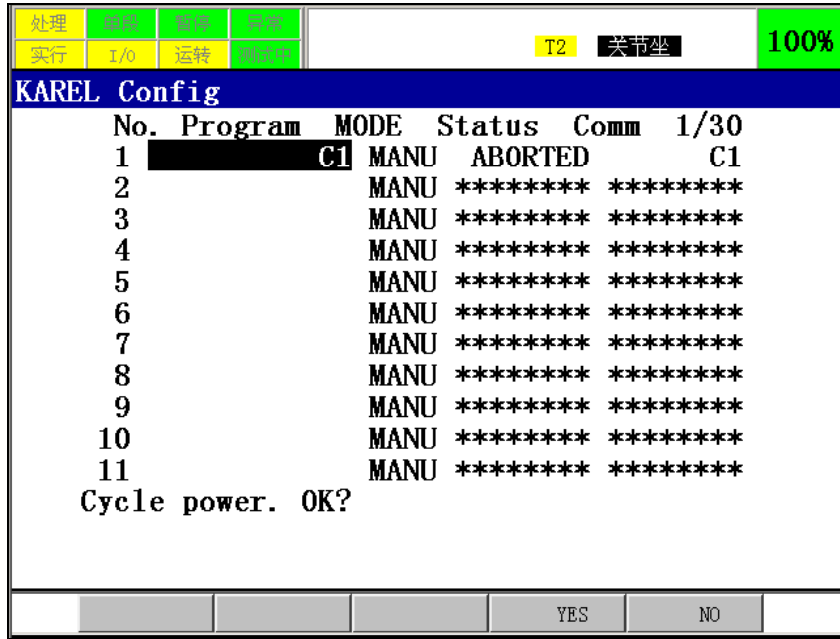 处理 单段 暂停 异常
实行 I/O 运转 测试中
T2 关节坐 100%
KAREL Config
No. Program MODE Status Comm 1/30
1 C1 MANU ABORTED C1
2 MANU ******** ********
3 MANU ******** ********
4 MANU ******** ********
5 MANU ******** ********
6 MANU ******** ********
7 MANU ******** ********
8 MANU ******** ********
9 MANU ******** ********
10 MANU ******** ********
11 MANU ******** ********
Cycle power. OK?
YES NO